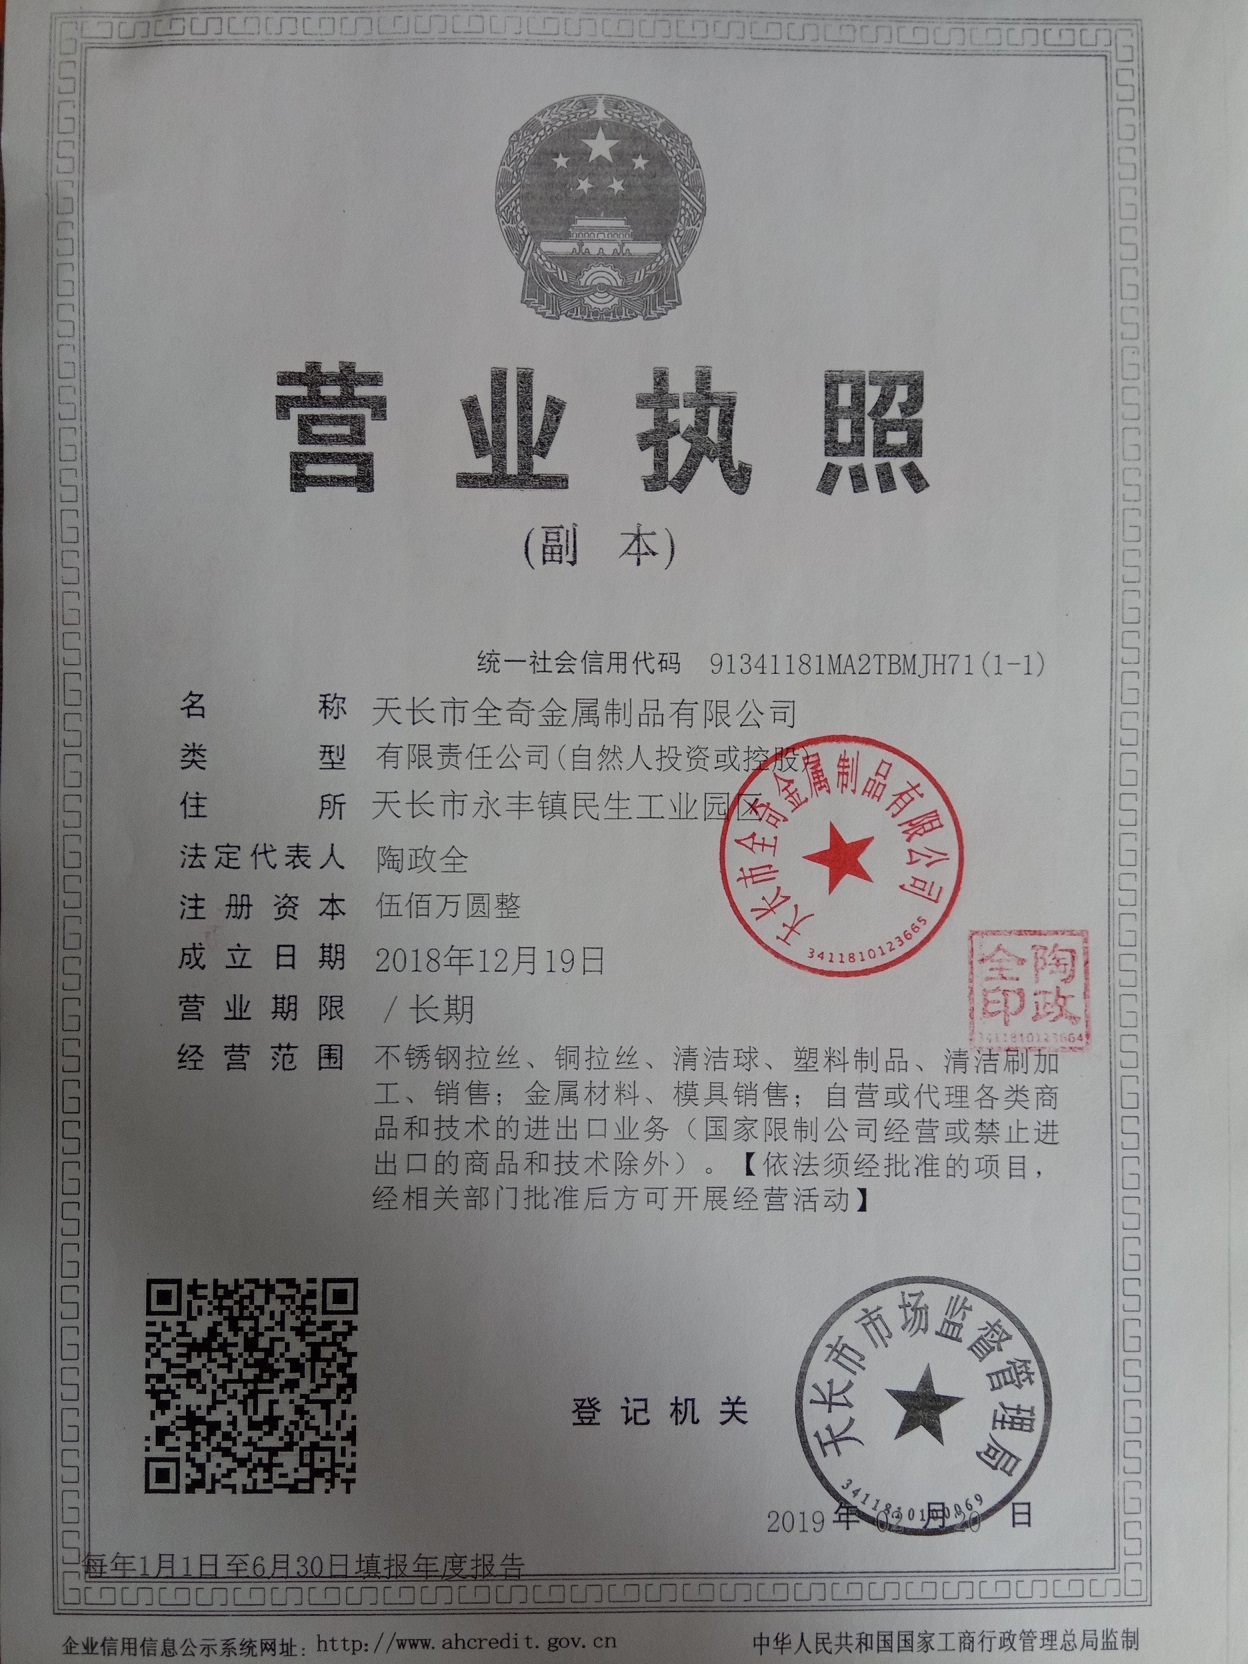 营业执照
(副 本)
统一社会信用代码 91341181MA2TBMJH71(1-1)
名称 天长市全奇金属制品有限公司
类型 有限责任公司(自然人投资或控股)
住所 天长市永丰镇民生工业园区
法定代表人 陶政全
注册资本 伍佰万圆整
成立日期 2018年12月19日
营业期限 / 长期
经营范围 不锈钢拉丝、铜拉丝、清洁球、塑料制品、清洁刷加
工、销售；金属材料、模具销售；自营或代理各类商
品和技术的进出口业务（国家限制公司经营或禁止进
出口的商品和技术除外）。【依法须经批准的项目，
经相关部门批准后方可开展经营活动】
天长市全奇金属制品有限公司
3411810123665
陶政全印
3411810123664
登记机关
天长市市场监督管理局
3411810100069
2019年02月20日
每年1月1日至6月30日填报年度报告
企业信用信息公示系统网址: http://www.ahcredit.gov.cn
中华人民共和国国家工商行政管理总局监制